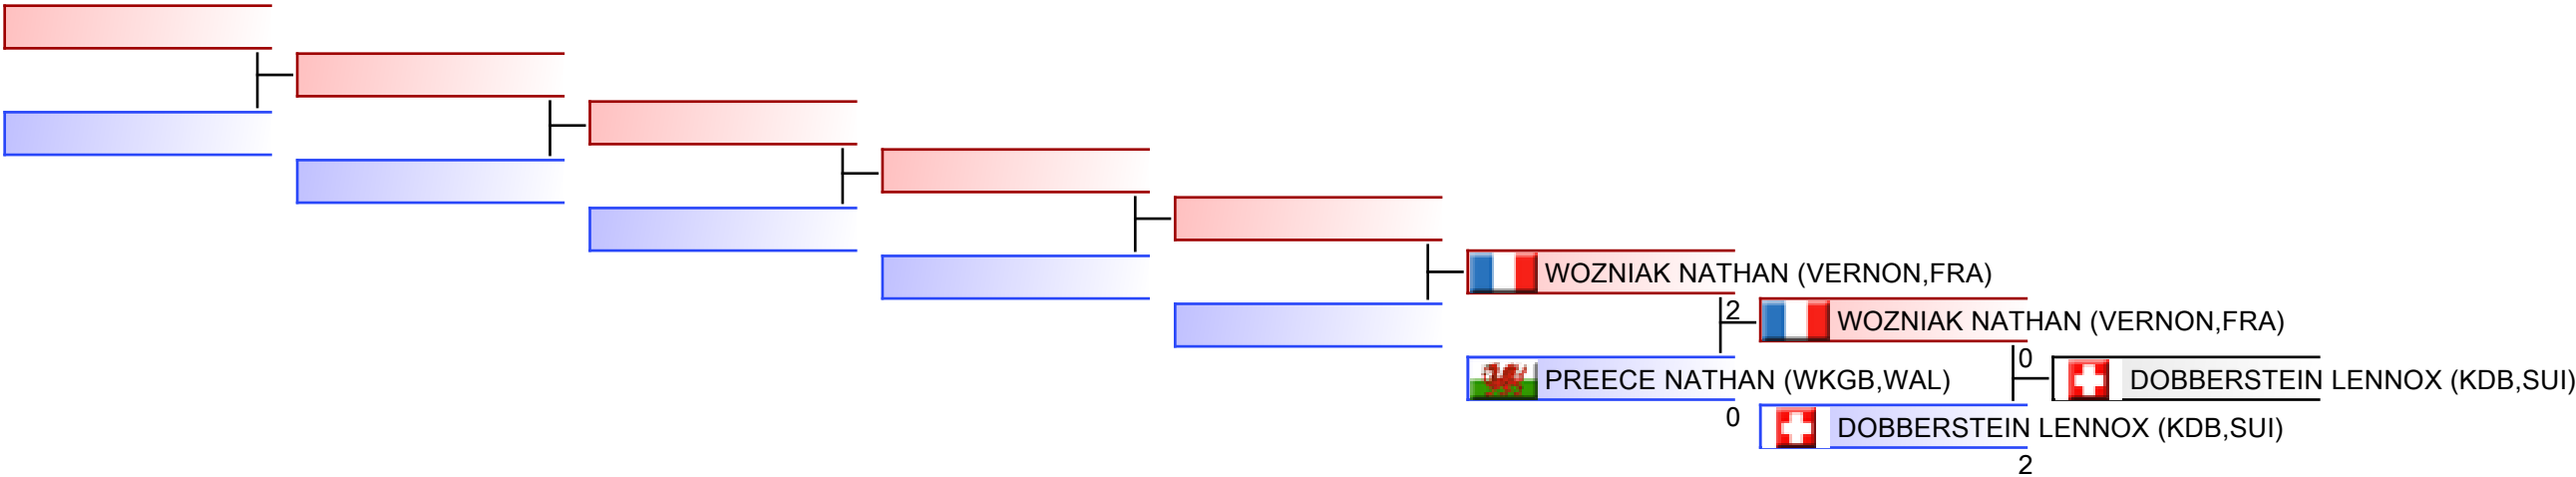 WOZNIAK NATHAN (VERNON,FRA)
2
WOZNIAK NATHAN (VERNON,FRA)
0
PREECE NATHAN (WKGB,WAL)
DOBBERSTEIN LENNOX (KDB,SUI)
0
DOBBERSTEIN LENNOX (KDB,SUI)
2